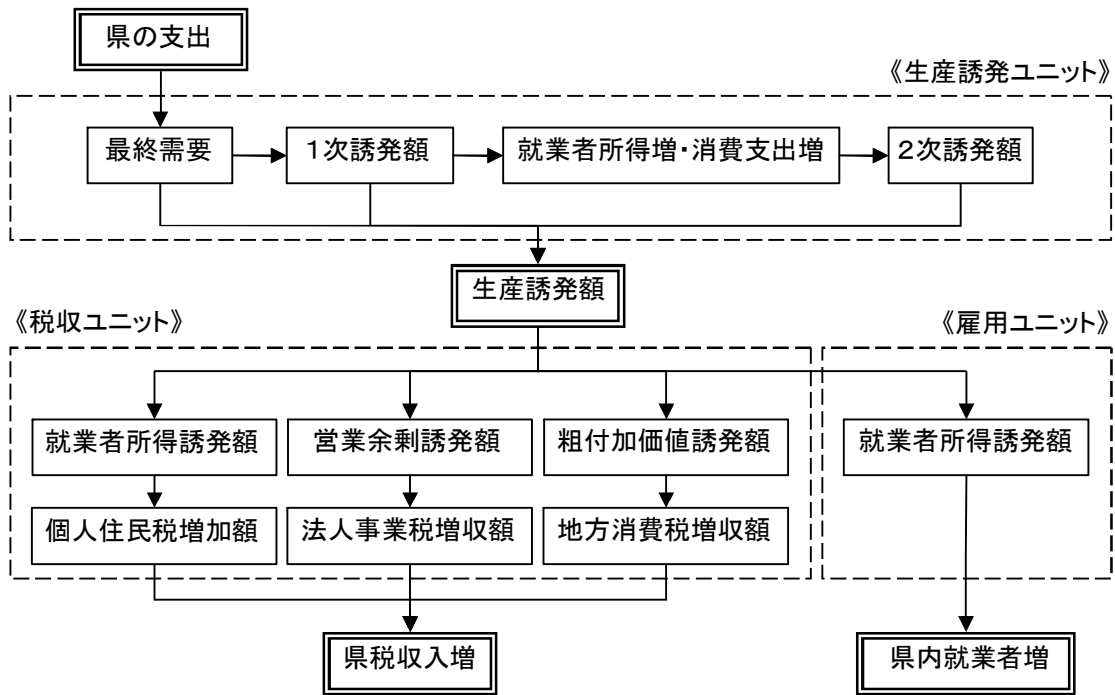 県の支出
《生産誘発ユニット》
最終需要
１次誘発額
就業者所得増・消費支出増
２次誘発額
生産誘発額
《税収ユニット》
《雇用ユニット》
就業者所得誘発額
営業余剰誘発額
粗付加価値誘発額
就業者所得誘発額
個人住民税増加額
法人事業税増収額
地方消費税増収額
県税収入増
県内就業者増